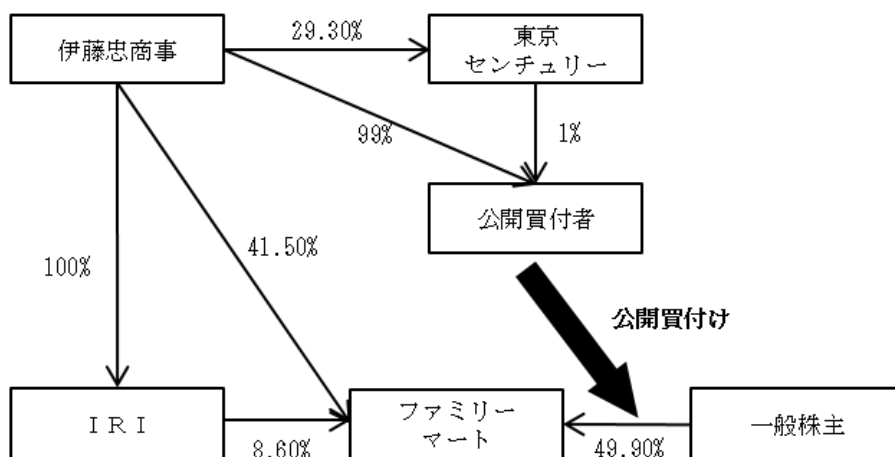 29.30%
伊藤忠商事
東京
センチュリー
99%
1%
公開買付者
41.50%
100%
公開買付け
ＩＲＩ
ファミリー
マート
一般株主
8.60%
49.90%